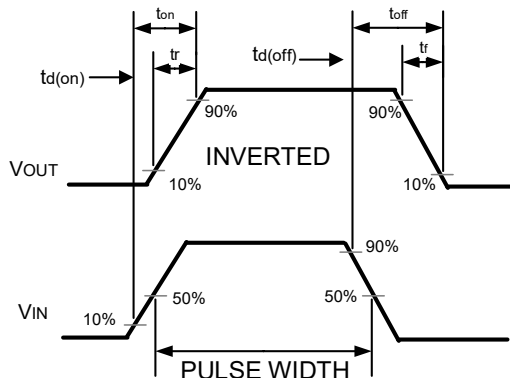 ton
toff
tr
td(off)
tf
td(on)
90%
90%
VOUT
INVERTED
10%
10%
90%
50%
50%
VIN
10%
PULSE WIDTH